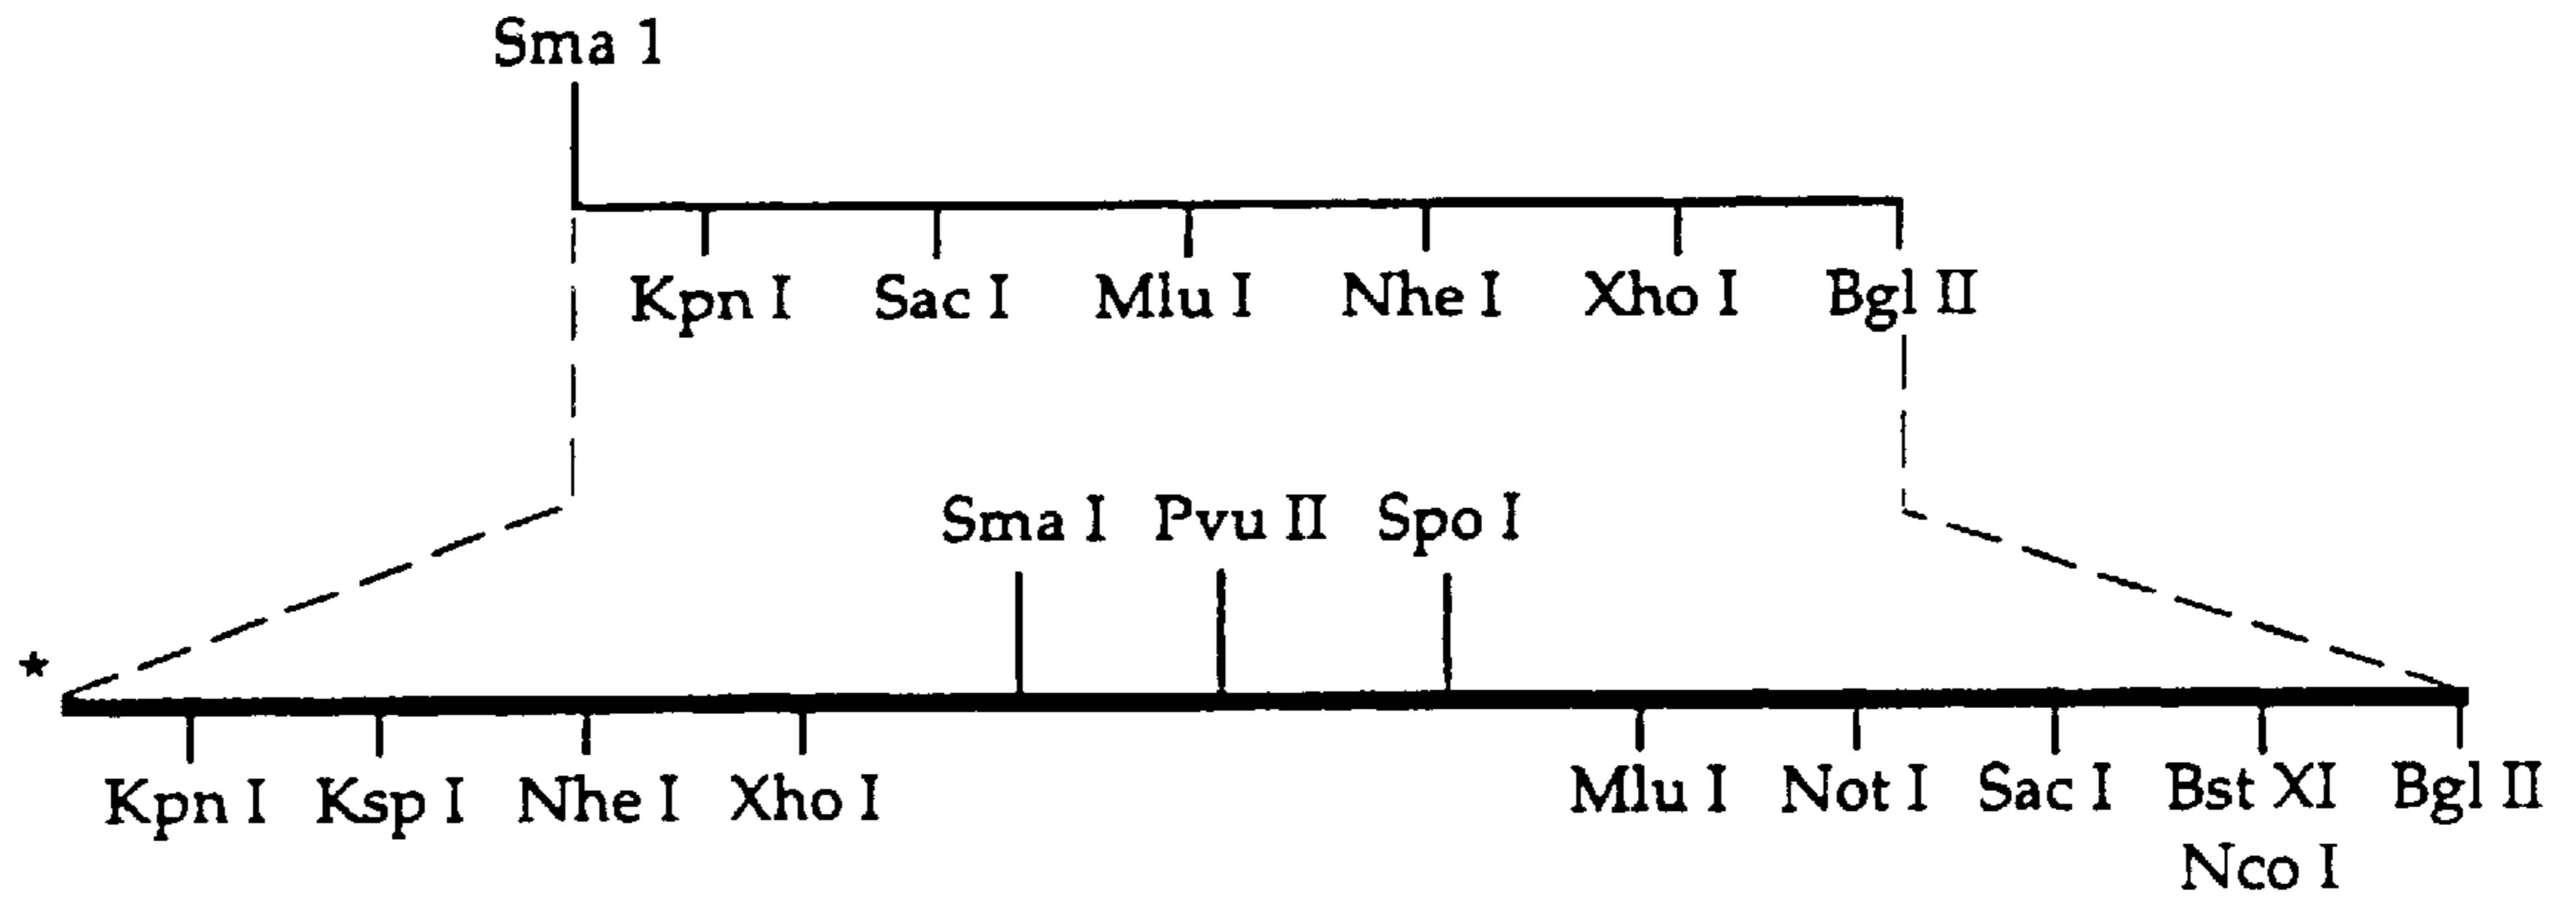 Sma 1
Kpn I Sac I Mlu I Nhe I Xho I Bgl II
Sma I Pvu II Spo I
*
Kpn I Ksp I Nhe I Xho I Mlu I Not I Sac I Bst XI Bgl II
Nco I